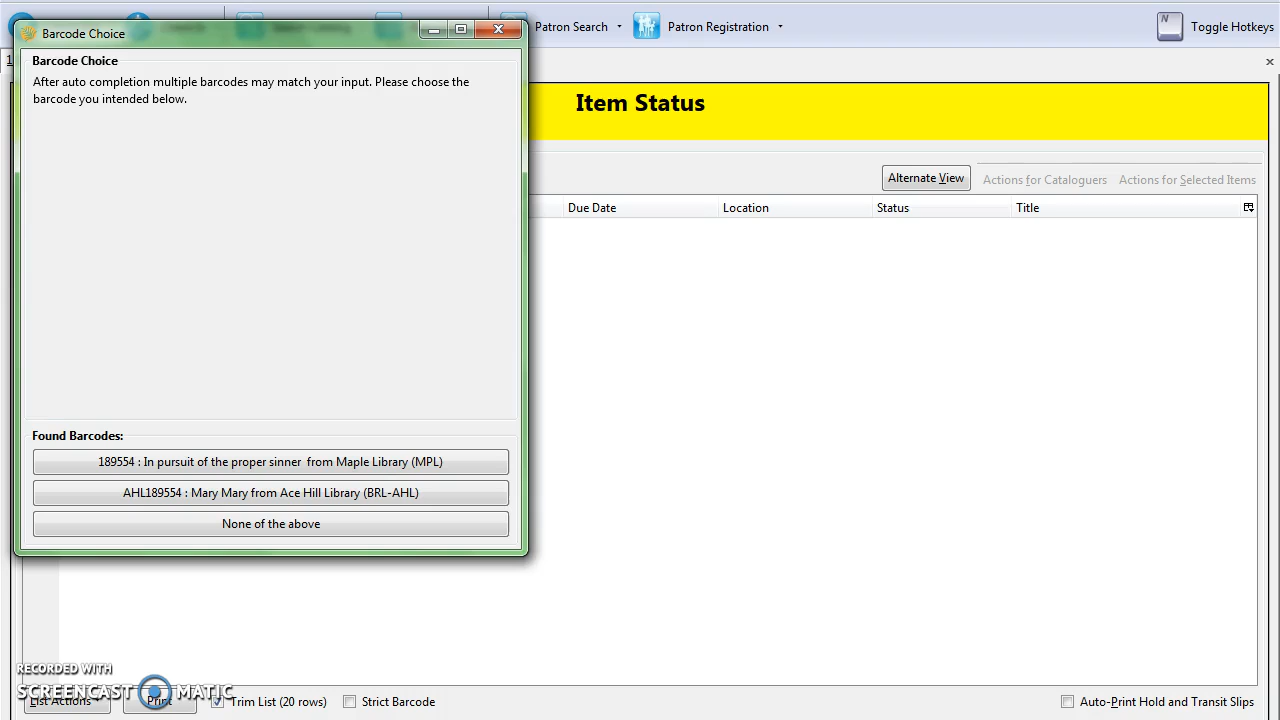 Barcode Choice
Patron Search
Patron Registration
N
Toggle Hotkeys
1
Barcode Choice
After auto completion multiple barcodes may match your input. Please choose the
barcode you intended below.
Item Status
Alternate View
Actions for Cataloguers
Actions for Selected Items
Due Date
Location
Status
Title
Found Barcodes:
189554 : In pursuit of the proper sinner from Maple Library (MPL)
AHL189554 : Mary Mary from Ace Hill Library (BRL-AHL)
None of the above
RECORDED WITH
SCREENCAST MATIC
List Actions
Print
Trim List (20 rows)
Strict Barcode
Auto-Print Hold and Transit Slips